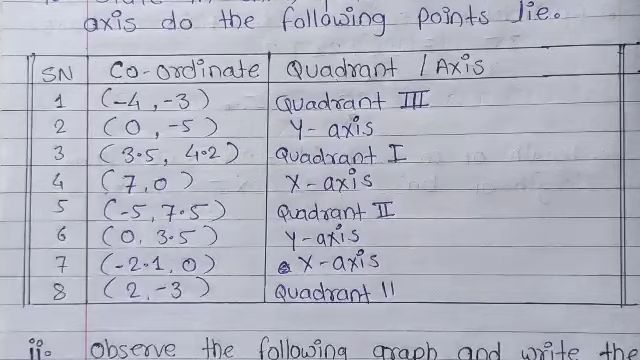 axis do the following points lie.
SN Co-ordinate Quadrant / Axis
1 (-4, -3) Quadrant III
2 (0, -5) Y-axis
3 (3.5, 4.2) Quadrant I
4 (7, 0) X-axis
5 (-5, 7.5) Quadrant II
6 (0, 3.5) Y-axis
7 (-2.1, 0) X-axis
8 (2, -3) Quadrant II
ii. Observe the following graph and write the